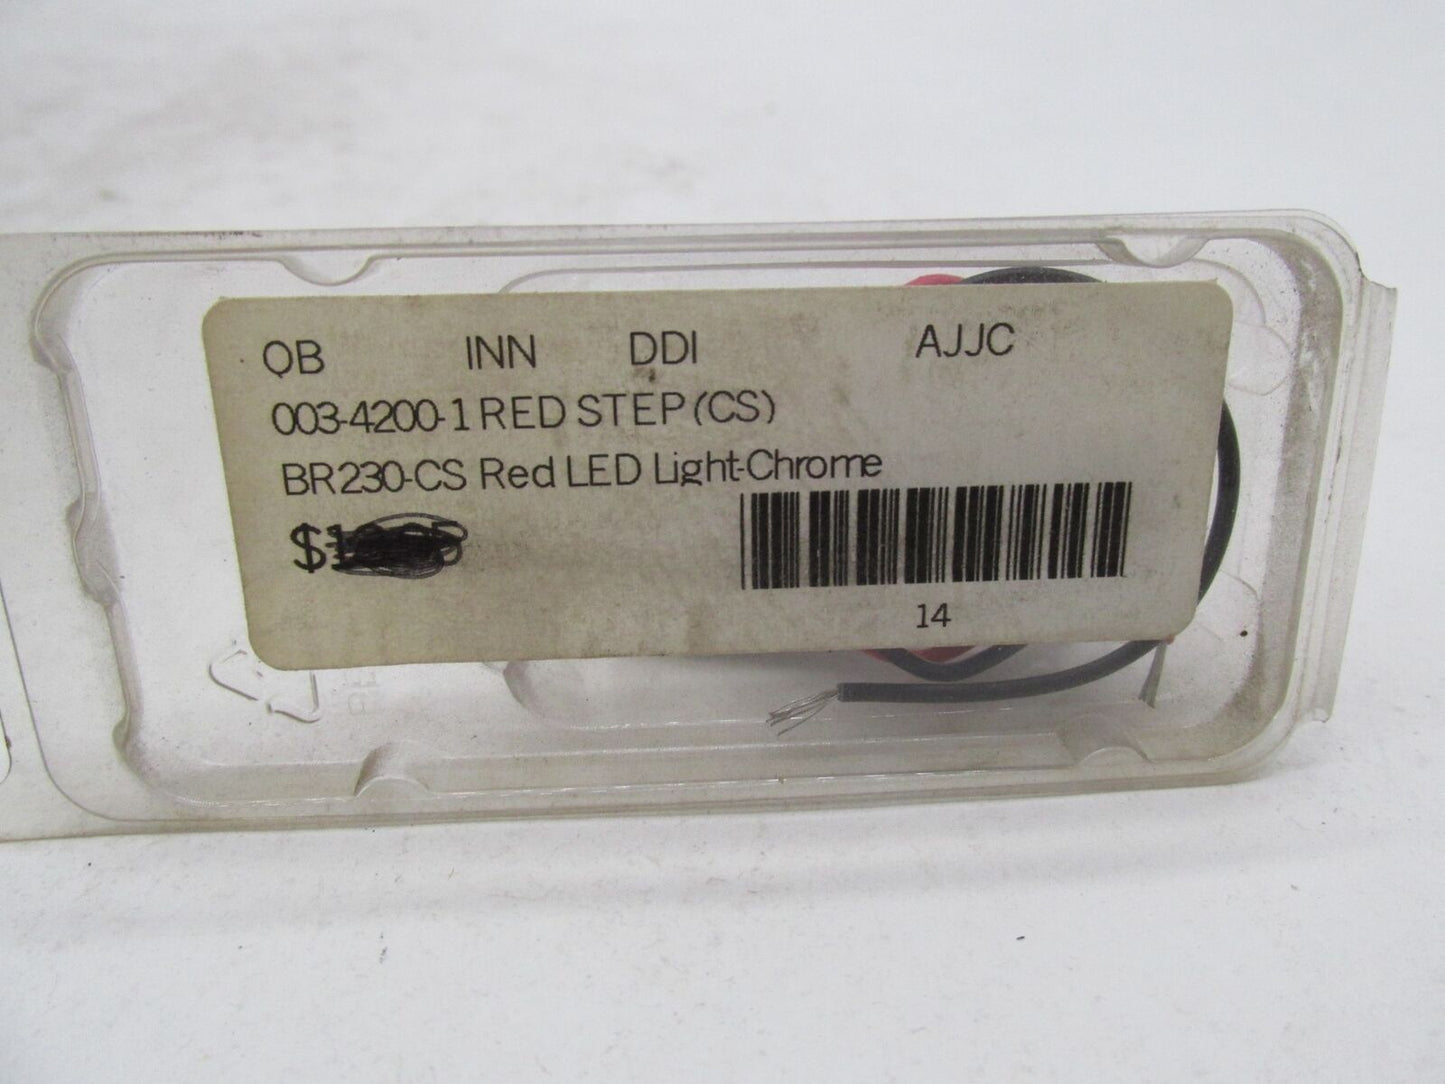 QB INN DDI AJJC
003-4200-1 RED STEP (CS)
BR230-CS Red LED Light-Chrome
14